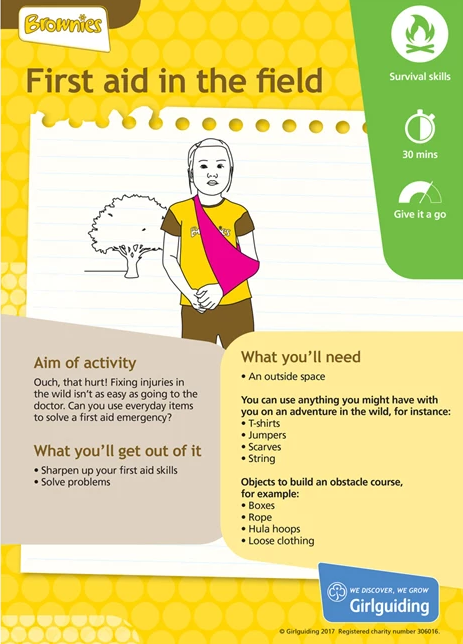 Brownies
First aid in the field
Survival skills
30 mins
Give it a go
Aim of activity
Ouch, that hurt! Fixing injuries in
the wild isn't as easy as going to the
doctor. Can you use everyday items
to solve a first aid emergency?
What you'll get out of it
• Sharpen up your first aid skills
• Solve problems
What you'll need
• An outside space
You can use anything you might have with
you on an adventure in the wild, for instance:
• T-shirts
• Jumpers
• Scarves
• String
Objects to build an obstacle course,
for example:
• Boxes
• Rope
• Hula hoops
• Loose clothing
WE DISCOVER, WE GROW
Girlguiding
© Girlguiding 2017 Registered charity number 306016.